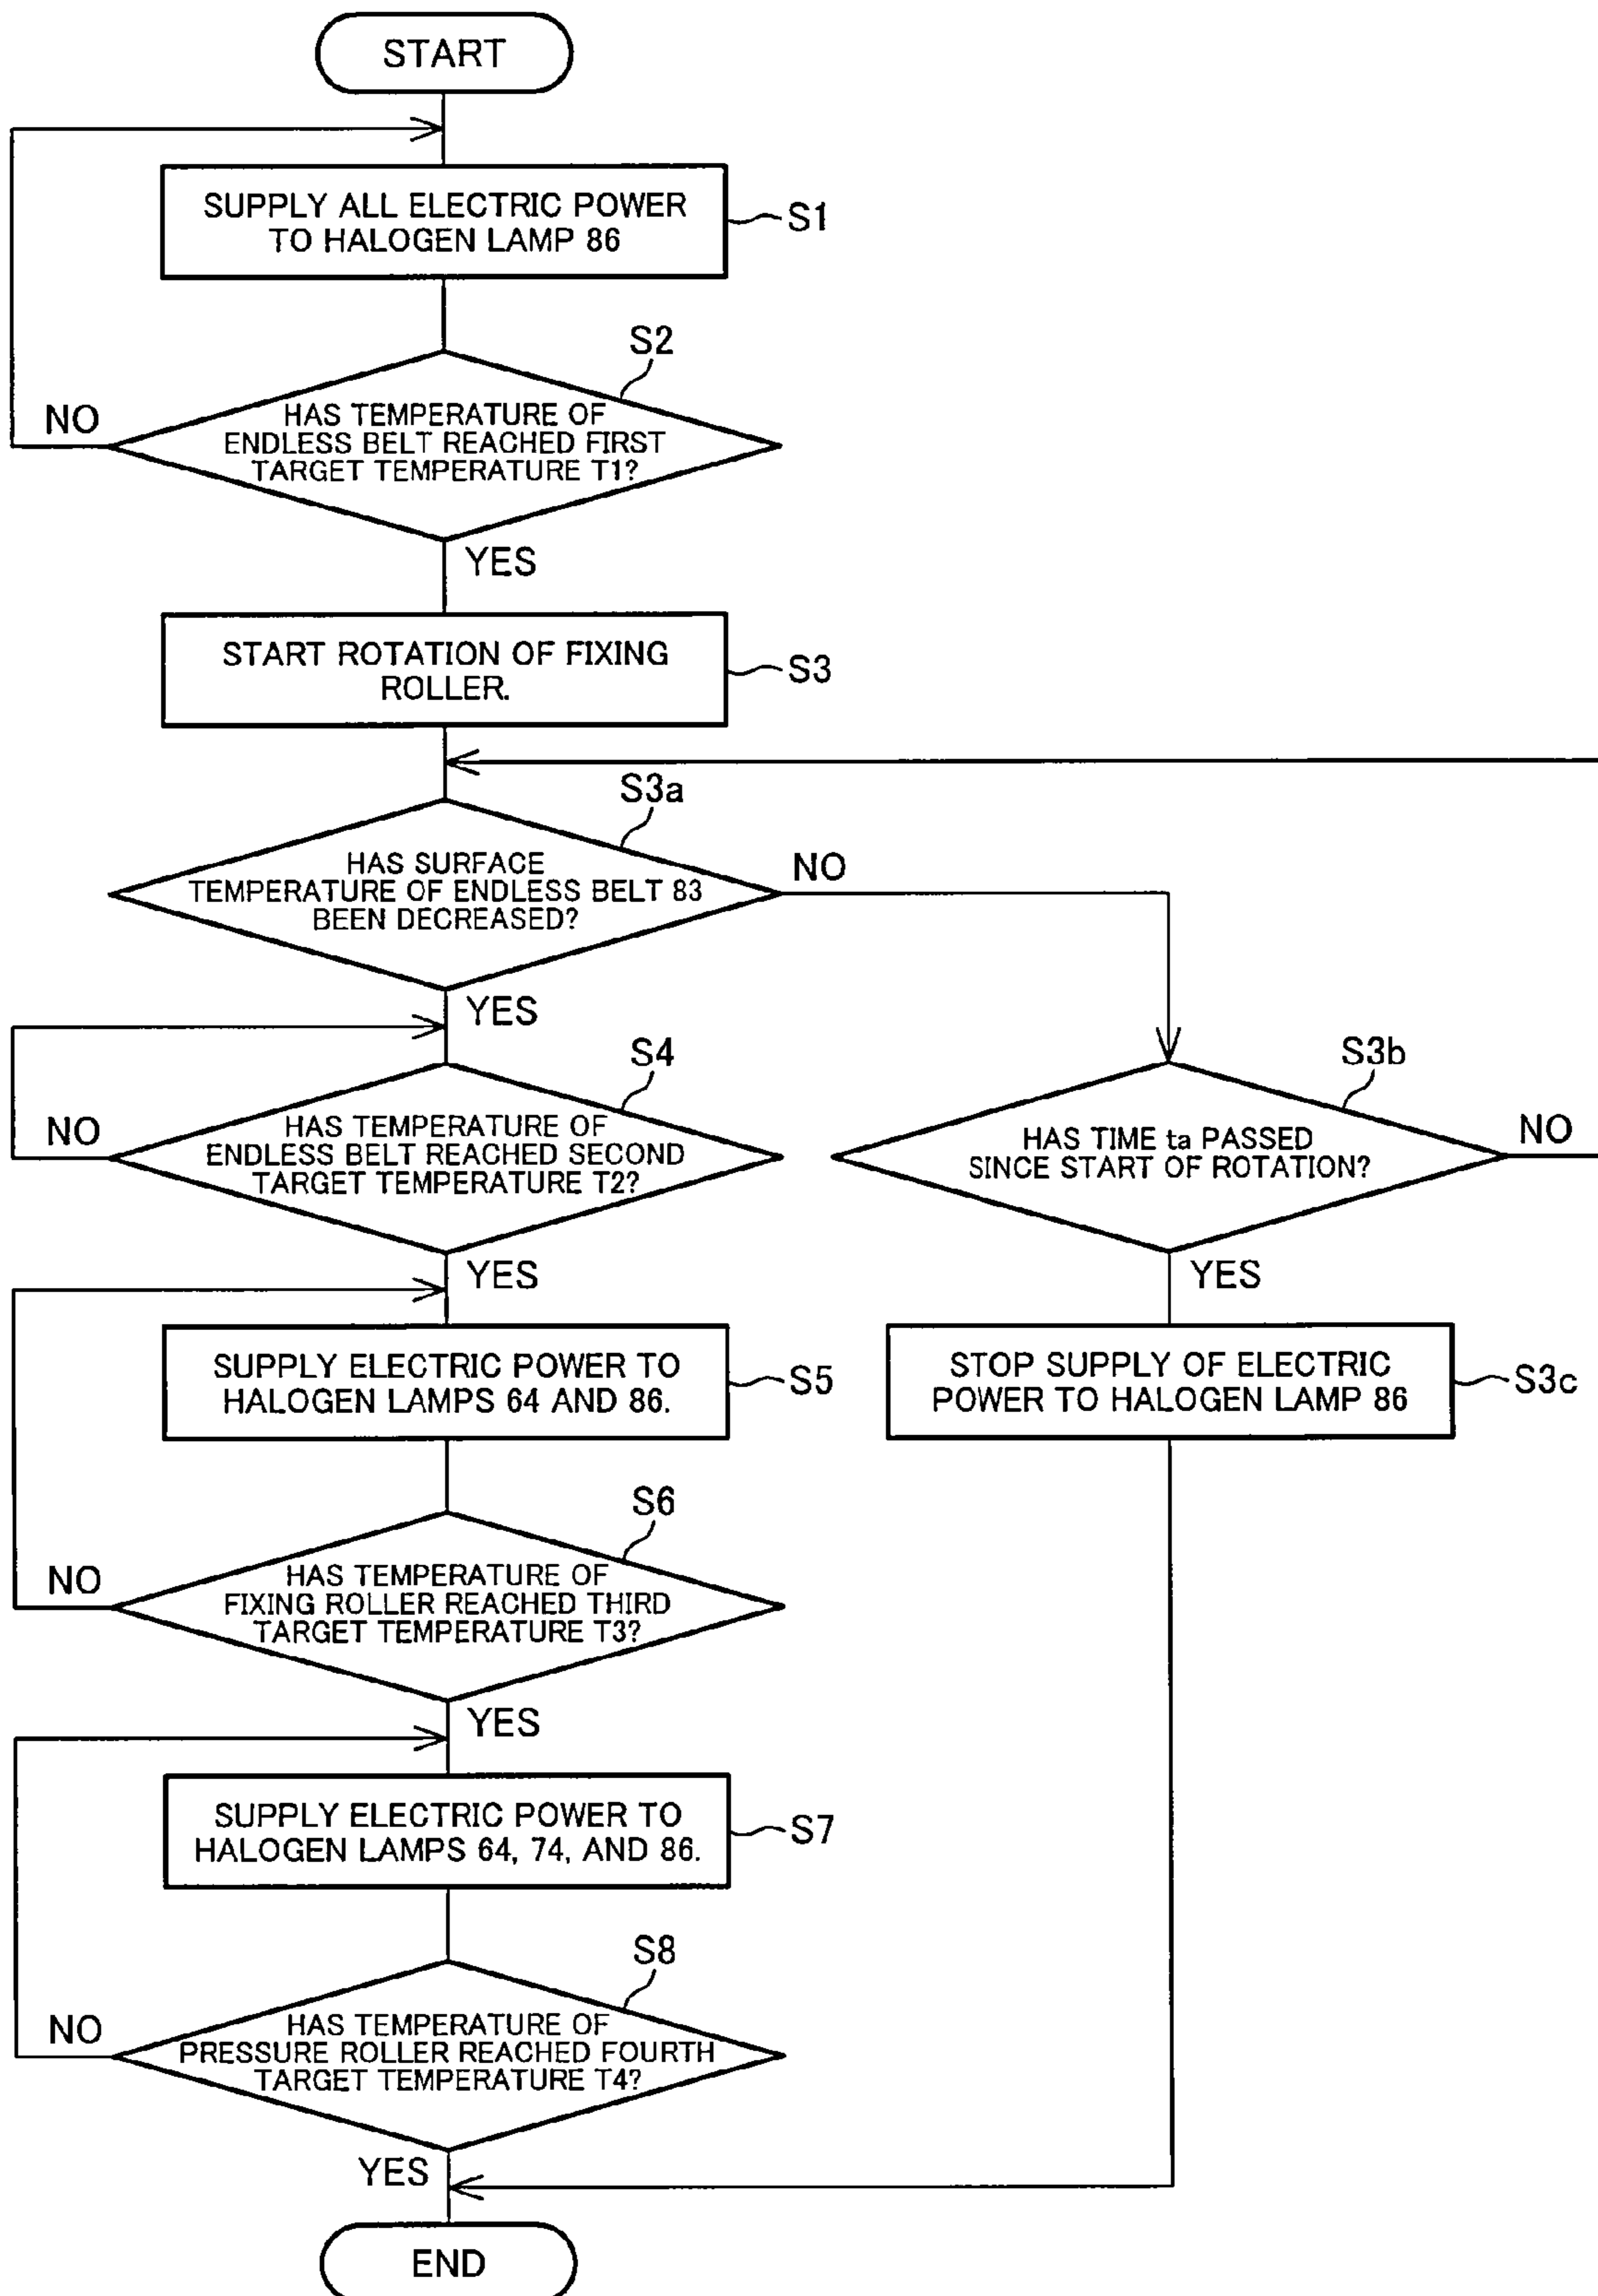 START
SUPPLY ALL ELECTRIC POWER
TO HALOGEN LAMP 86
S1
S2
HAS TEMPERATURE OF
ENDLESS BELT REACHED FIRST
TARGET TEMPERATURE T1?
NO
YES
START ROTATION OF FIXING
ROLLER.
S3
S3a
HAS SURFACE
TEMPERATURE OF ENDLESS BELT 83
BEEN DECREASED?
NO
YES
S4
HAS TEMPERATURE OF
ENDLESS BELT REACHED SECOND
TARGET TEMPERATURE T2?
NO
YES
S3b
HAS TIME ta PASSED
SINCE START OF ROTATION?
NO
YES
SUPPLY ELECTRIC POWER TO
HALOGEN LAMPS 64 AND 86.
S5
STOP SUPPLY OF ELECTRIC
POWER TO HALOGEN LAMP 86
S3c
S6
HAS TEMPERATURE OF
FIXING ROLLER REACHED THIRD
TARGET TEMPERATURE T3?
NO
YES
SUPPLY ELECTRIC POWER TO
HALOGEN LAMPS 64, 74, AND 86.
S7
S8
HAS TEMPERATURE OF
PRESSURE ROLLER REACHED FOURTH
TARGET TEMPERATURE T4?
NO
YES
END